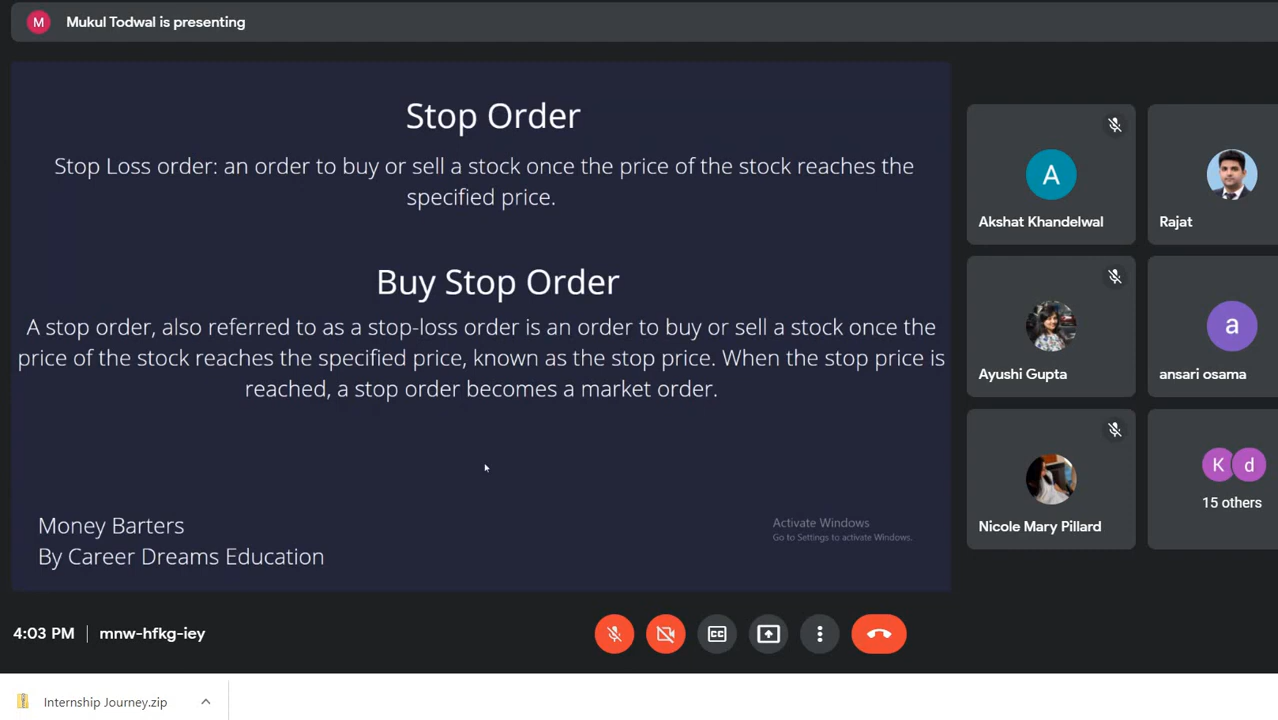 M Mukul Todwal is presenting
Stop Order
Stop Loss order: an order to buy or sell a stock once the price of the stock reaches the
specified price.
Buy Stop Order
A stop order, also referred to as a stop-loss order is an order to buy or sell a stock once the
price of the stock reaches the specified price, known as the stop price. When the stop price is
reached, a stop order becomes a market order.
Money Barters
By Career Dreams Education
Activate Windows
Go to Settings to activate Windows.
A
Akshat Khandelwal
Rajat
Ayushi Gupta
a
ansari osama
Nicole Mary Pillard
K d
15 others
4:03 PM | mnw-hfkg-iey
CC
Internship Journey.zip